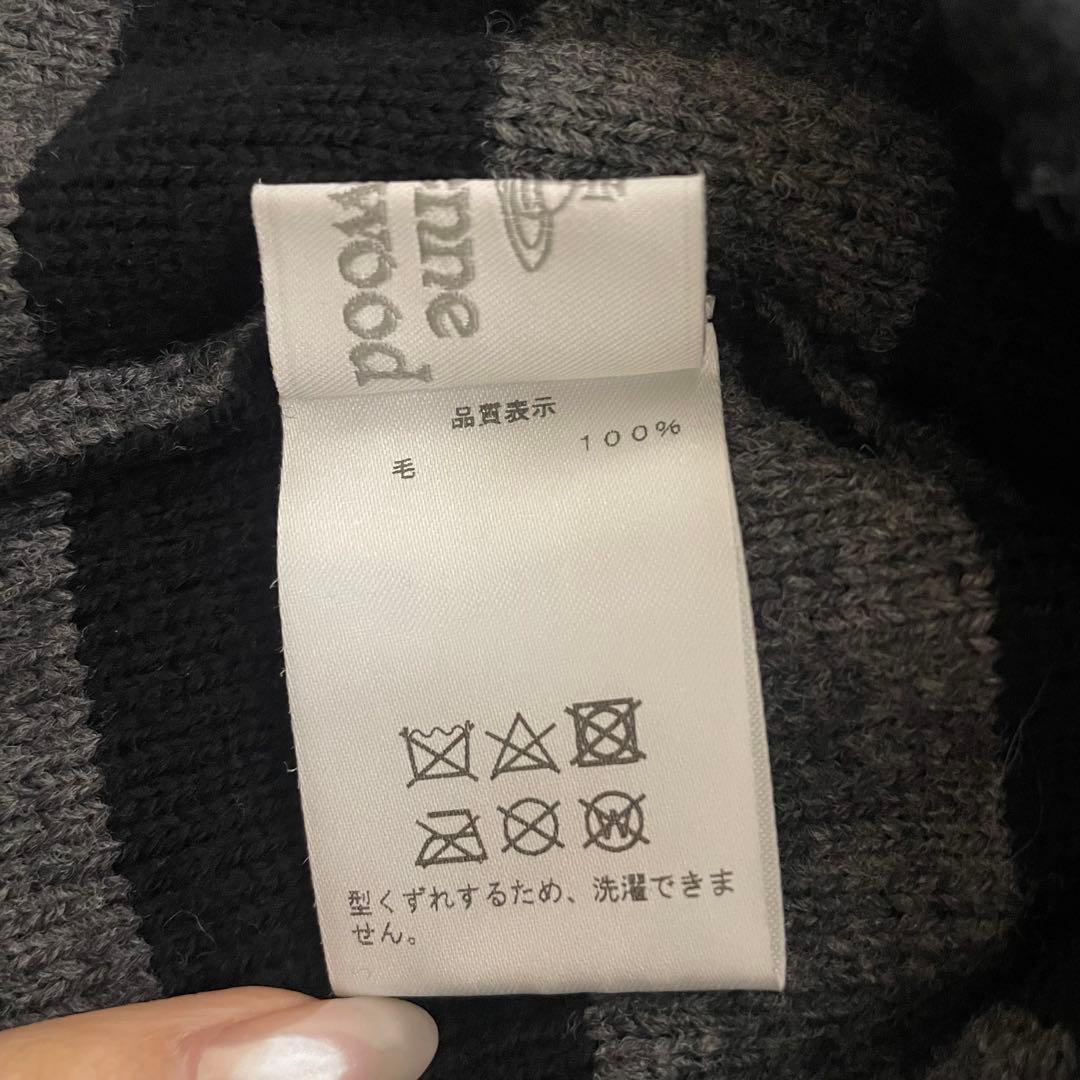 enne
wood
品質表示
毛 100%
W
型くずれするため、洗濯できま
せん。